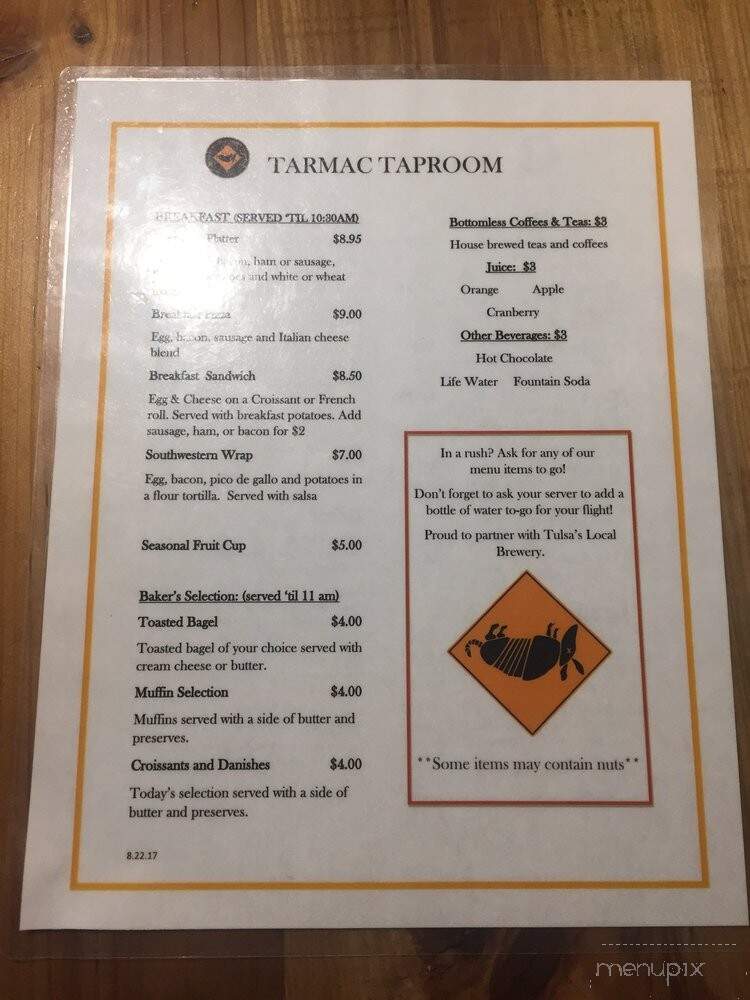 TARMAC TAPROOM
BREAKFAST (SERVED 'TIL 10:30AM)
Platter $8.95
bacon, ham or sausage,
and white or wheat
Breakfast Pizza $9.00
Egg, bacon, sausage and Italian cheese
blend
Breakfast Sandwich $8.50
Egg & Cheese on a Croissant or French
roll. Served with breakfast potatoes. Add
sausage, ham, or bacon for $2
Southwestern Wrap $7.00
Egg, bacon, pico de gallo and potatoes in
a flour tortilla. Served with salsa
Seasonal Fruit Cup $5.00
Baker's Selection: (served 'til 11 am)
Toasted Bagel $4.00
Toasted bagel of your choice served with
cream cheese or butter.
Muffin Selection $4.00
Muffins served with a side of butter and
preserves.
Croissants and Danishes $4.00
Today's selection served with a side of
butter and preserves.
8.22.17
Bottomless Coffees & Teas: $3
House brewed teas and coffees
Juice: $3
Orange Apple
Cranberry
Other Beverages: $3
Hot Chocolate
Life Water Fountain Soda
In a rush? Ask for any of our
menu items to go!
Don't forget to ask your server to add a
bottle of water to-go for your flight!
Proud to partner with Tulsa's Local
Brewery.
**Some items may contain nuts**
menupix